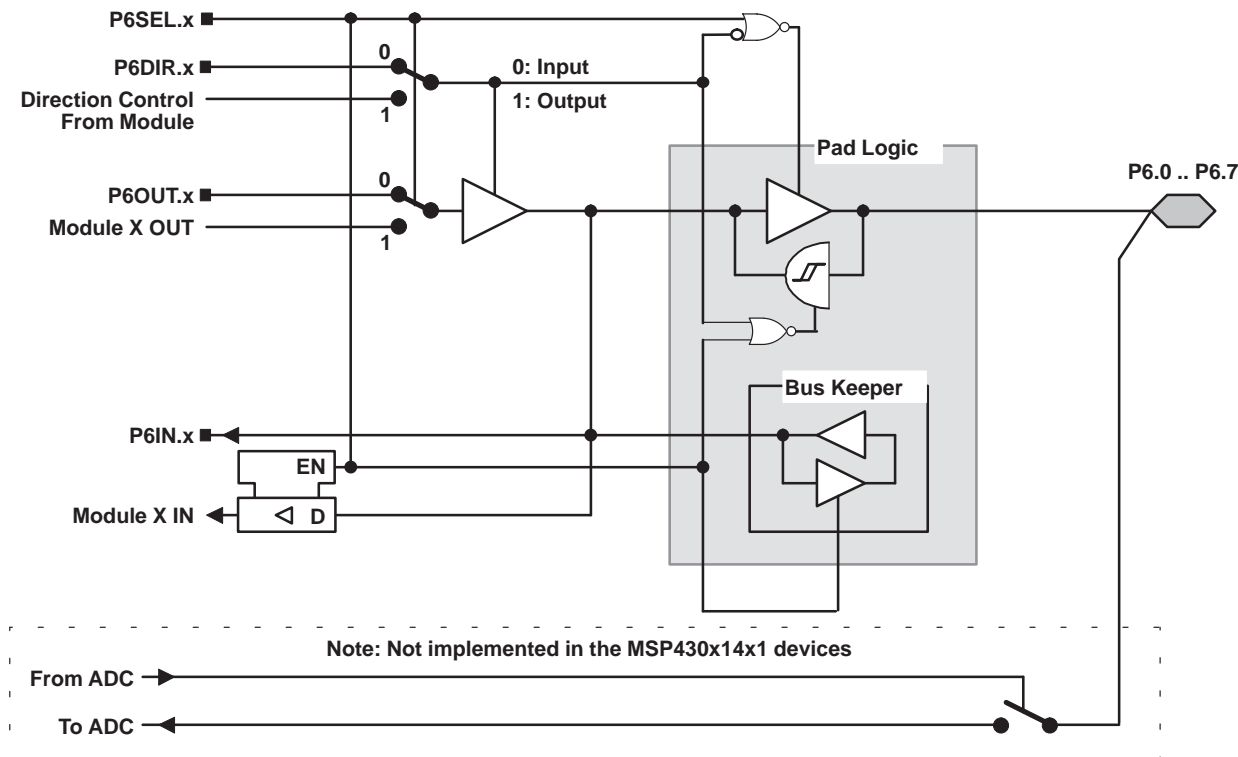 P6SEL.x
P6DIR.x
0
0: Input
Direction Control
From Module
1
1: Output
Pad Logic
P6.0 .. P6.7
P6OUT.x
0
Module X OUT
1
Bus Keeper
P6IN.x
EN
Module X IN
D
Note: Not implemented in the MSP430x14x1 devices
From ADC
To ADC